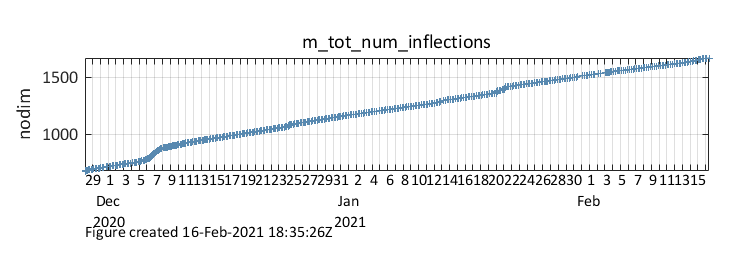 m_tot_num_inflections
1500
1000
nodim
29 1 3 5 7 9 11 13 15 17 19 21 23 25 27 29 31 2 4 6 8 10 12 14 16 18 20 22 24 26 28 30 1 3 5 7 9 11 13 15
Dec Jan Feb
2020 2021
Figure created 16-Feb-2021 18:35:26Z